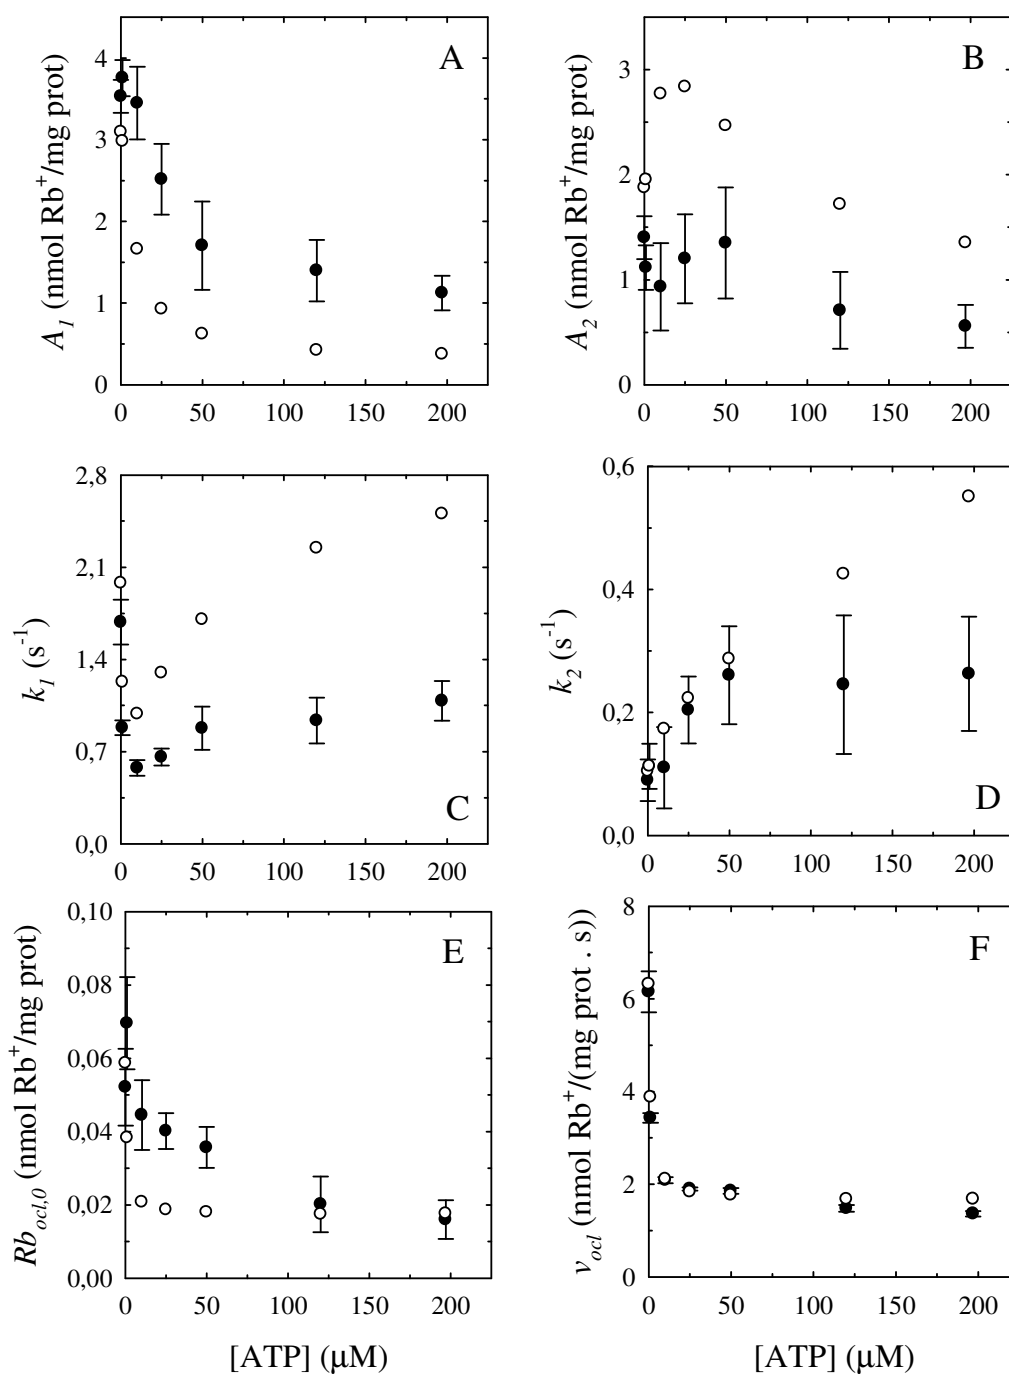 A
A₁ (nmol Rb⁺/mg prot)
4
3
2
1
0
0 50 100 150 200
B
A₂ (nmol Rb⁺/mg prot)
3
2
1
0
0 50 100 150 200
C
k₁ (s⁻¹)
2,8
2,1
1,4
0,7
0,0
0 50 100 150 200
D
k₂ (s⁻¹)
0,6
0,4
0,2
0,0
0 50 100 150 200
E
Rb_ocl,0 (nmol Rb⁺/mg prot)
0,10
0,08
0,06
0,04
0,02
0,00
0 50 100 150 200
[ATP] (μM)
F
v_ocl (nmol Rb⁺/(mg prot . s))
8
6
4
2
0
0 50 100 150 200
[ATP] (μM)